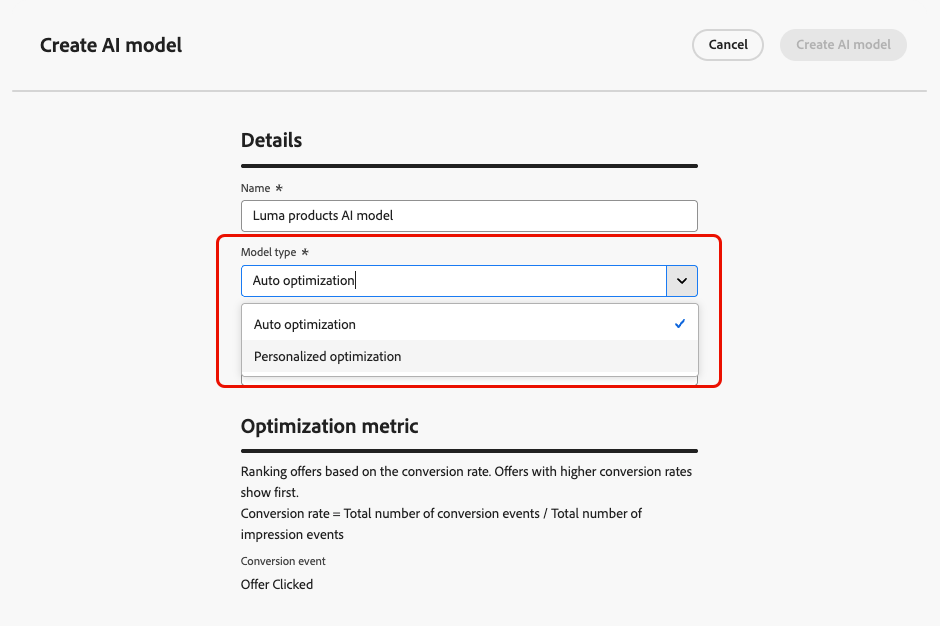 Create AI model
Cancel
Create AI model
Details
Name *
Luma products AI model
Model type *
Auto optimization
Auto optimization
Personalized optimization
Optimization metric
Ranking offers based on the conversion rate. Offers with higher conversion rates
show first.
Conversion rate = Total number of conversion events / Total number of
impression events
Conversion event
Offer Clicked